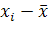 xᵢ - x̄